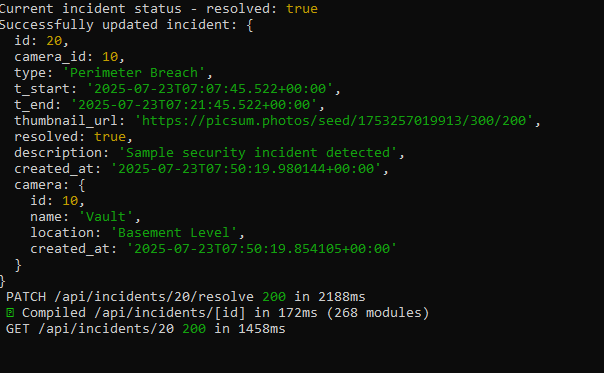 Current incident status - resolved: true
Successfully updated incident: {
  id: 20,
  camera_id: 10,
  type: 'Perimeter Breach',
  t_start: '2025-07-23T07:07:45.522+00:00',
  t_end: '2025-07-23T07:21:45.522+00:00',
  thumbnail_url: 'https://picsum.photos/seed/1753257019913/300/200',
  resolved: true,
  description: 'Sample security incident detected',
  created_at: '2025-07-23T07:50:19.980144+00:00',
  camera: {
    id: 10,
    name: 'Vault',
    location: 'Basement Level',
    created_at: '2025-07-23T07:50:19.854105+00:00'
  }
}
 PATCH /api/incidents/20/resolve 200 in 2188ms
 Compiled /api/incidents/[id] in 172ms (268 modules)
 GET /api/incidents/20 200 in 1458ms